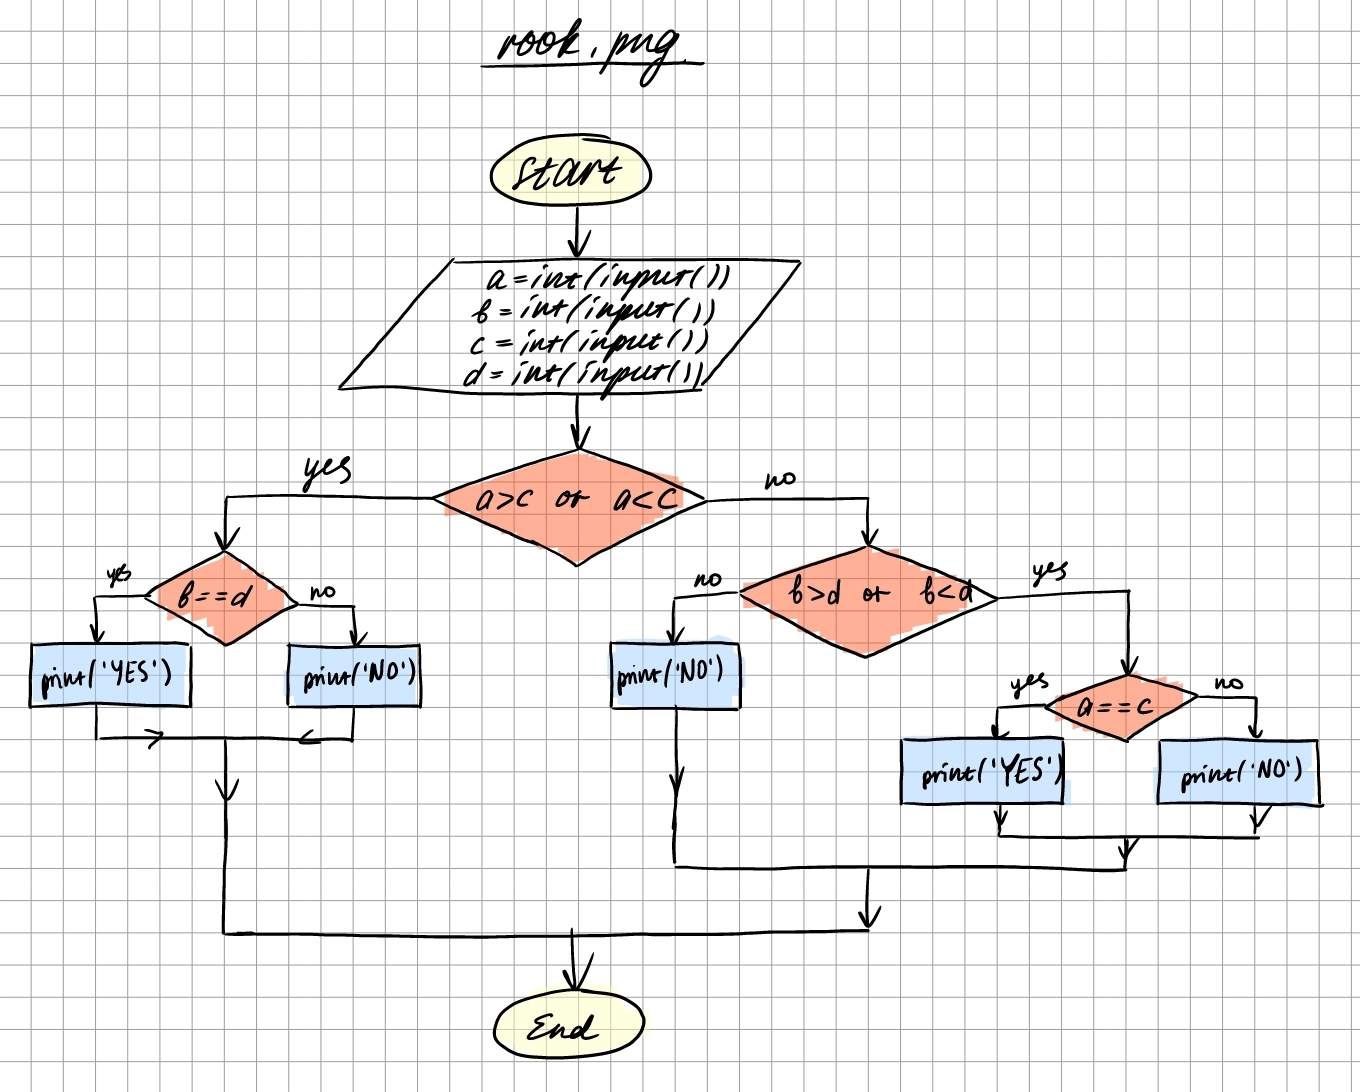 rook.png
start
a=int(input())
b=int(input())
c=int(input())
d=int(input())
yes
a>c or a<c
no
yes
b==d
no
no
b>d or b<d
yes
print('YES')
print('NO')
print('NO')
yes
a==c
no
print('YES')
print('NO')
End